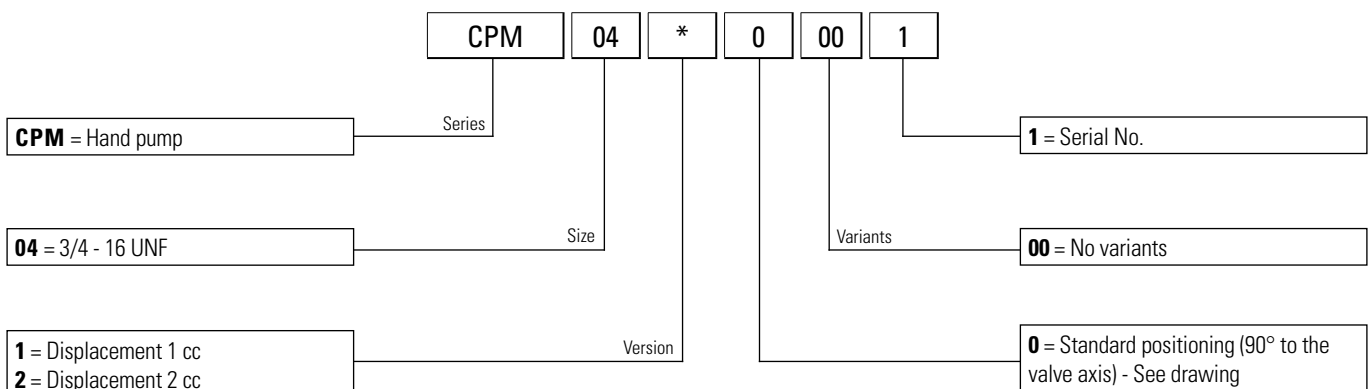 CPM 04 * 0 00 1
Series
CPM = Hand pump
1 = Serial No.
Size
Variants
04 = 3/4 - 16 UNF
00 = No variants
Version
1 = Displacement 1 cc
2 = Displacement 2 cc
0 = Standard positioning (90° to the
valve axis) - See drawing